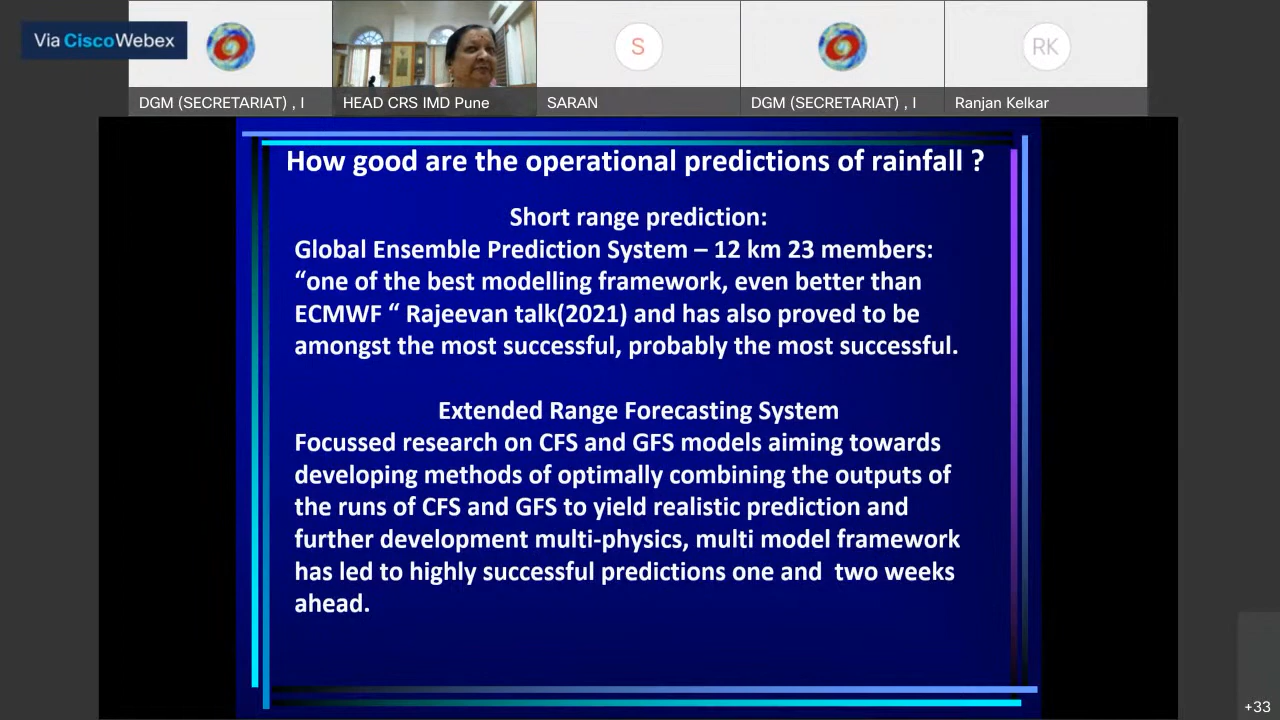 Via Cisco Webex
DGM (SECRETARIAT) , I
HEAD CRS IMD Pune
S
SARAN
DGM (SECRETARIAT) , I
RK
Ranjan Kelkar
How good are the operational predictions of rainfall ?
Short range prediction:
Global Ensemble Prediction System – 12 km 23 members:
“one of the best modelling framework, even better than
ECMWF “ Rajeevan talk(2021) and has also proved to be
amongst the most successful, probably the most successful.
Extended Range Forecasting System
Focussed research on CFS and GFS models aiming towards
developing methods of optimally combining the outputs of
the runs of CFS and GFS to yield realistic prediction and
further development multi-physics, multi model framework
has led to highly successful predictions one and  two weeks
ahead.
+33